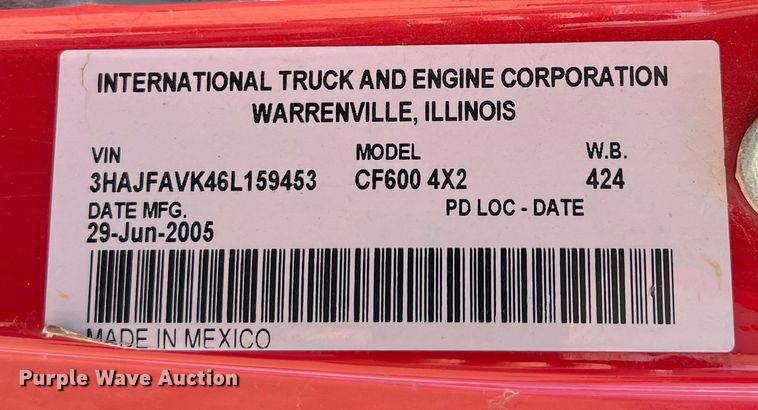 INTERNATIONAL TRUCK AND ENGINE CORPORATION
WARRENVILLE, ILLINOIS
VIN MODEL W.B.
3HAJFAVK46L159453 CF600 4X2 424
DATE MFG. PD LOC - DATE
29-Jun-2005
MADE IN MEXICO
Purple Wave Auction